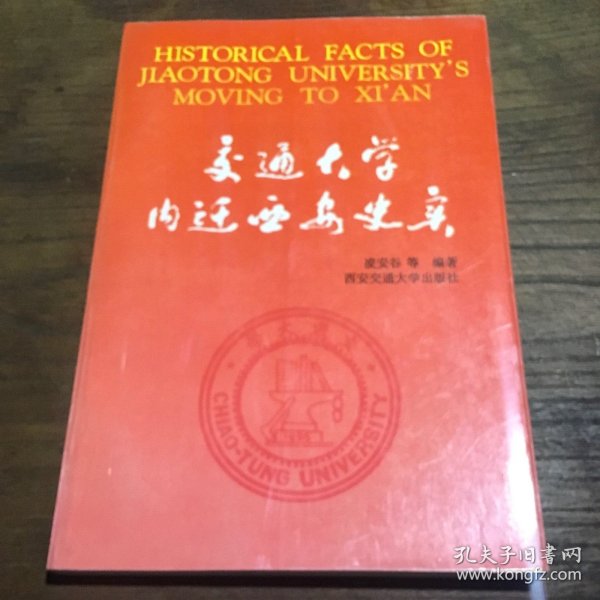 HISTORICAL FACTS OF
JIAOTONG UNIVERSITY'S
MOVING TO XI'AN
交通大学
内迁西安史实
凌安谷 等 编著
西安交通大学出版社
CHIAO-TUNG UNIVERSITY
1896
孔夫子旧书网
www.kongfz.com